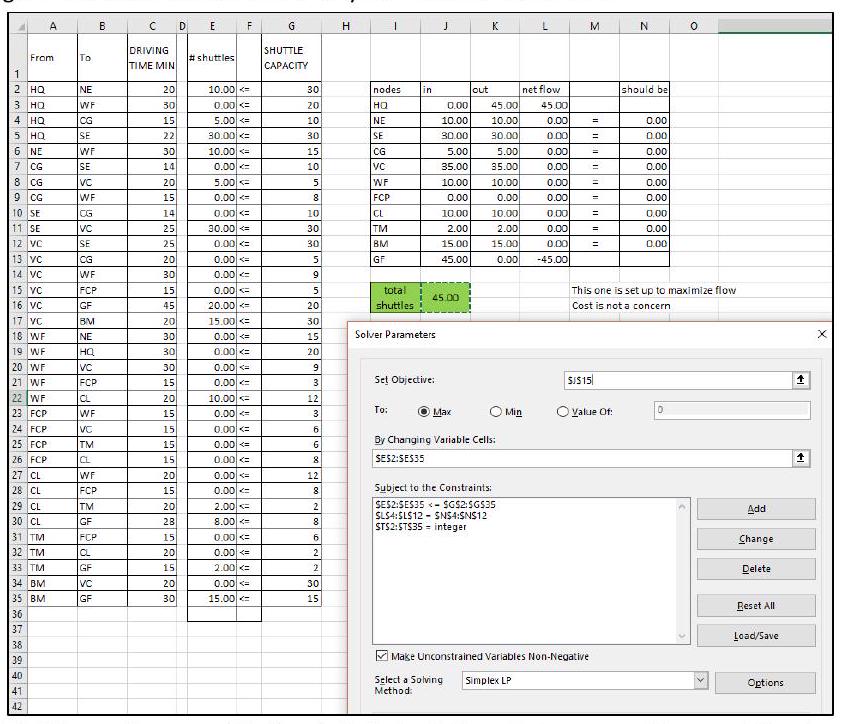 A B C D E F G H I J K L M N O
1 From To DRIVING TIME MIN # shuttles SHUTTLE CAPACITY
2 HQ NE 20 10.00 <= 30 nodes in out net flow should be
3 HQ WF 30 0.00 <= 20 HQ 0.00 45.00 45.00
4 HQ CG 15 5.00 <= 10 NE 10.00 10.00 0.00 = 0.00
5 HQ SE 22 30.00 <= 30 SE 30.00 30.00 0.00 = 0.00
6 NE WF 30 10.00 <= 15 CG 5.00 5.00 0.00 = 0.00
7 CG SE 14 0.00 <= 10 VC 35.00 35.00 0.00 = 0.00
8 CG VC 20 5.00 <= 5 WF 10.00 10.00 0.00 = 0.00
9 CG WF 15 0.00 <= 8 FCP 0.00 0.00 0.00 = 0.00
10 SE CG 14 0.00 <= 10 CL 10.00 10.00 0.00 = 0.00
11 SE VC 25 30.00 <= 30 TM 2.00 2.00 0.00 = 0.00
12 VC SE 25 0.00 <= 30 BM 15.00 15.00 0.00 = 0.00
13 VC CG 20 0.00 <= 5 GF 45.00 0.00 -45.00
14 VC WF 30 0.00 <= 9
15 VC FCP 15 0.00 <= 5 total shuttles 45.00 This one is set up to maximize flow
16 VC GF 45 20.00 <= 20 Cost is not a concern
17 VC BM 20 15.00 <= 30
18 WF NE 30 0.00 <= 15
19 WF HQ 30 0.00 <= 20
20 WF VC 30 0.00 <= 9
21 WF FCP 15 0.00 <= 3
22 WF CL 20 10.00 <= 12
23 FCP WF 15 0.00 <= 3
24 FCP VC 15 0.00 <= 6
25 FCP TM 15 0.00 <= 6
26 FCP CL 15 0.00 <= 8
27 CL WF 20 0.00 <= 12
28 CL FCP 15 0.00 <= 8
29 CL TM 20 2.00 <= 2
30 CL GF 28 8.00 <= 8
31 TM FCP 15 0.00 <= 6
32 TM CL 20 0.00 <= 2
33 TM GF 15 2.00 <= 2
34 BM VC 20 0.00 <= 30
35 BM GF 30 15.00 <= 15
36
37
38
39
40
41
42
Solver Parameters
Set Objective: $J$15
To: Max Min Value Of: 0
By Changing Variable Cells:
$E$2:$E$35
Subject to the Constraints:
$E$2:$E$35 <= $G$2:$G$35
$L$4:$L$12 = $N$4:$N$12
$T$2:$T$35 = integer
Add
Change
Delete
Reset All
Load/Save
Make Unconstrained Variables Non-Negative
Select a Solving Method: Simplex LP
Options